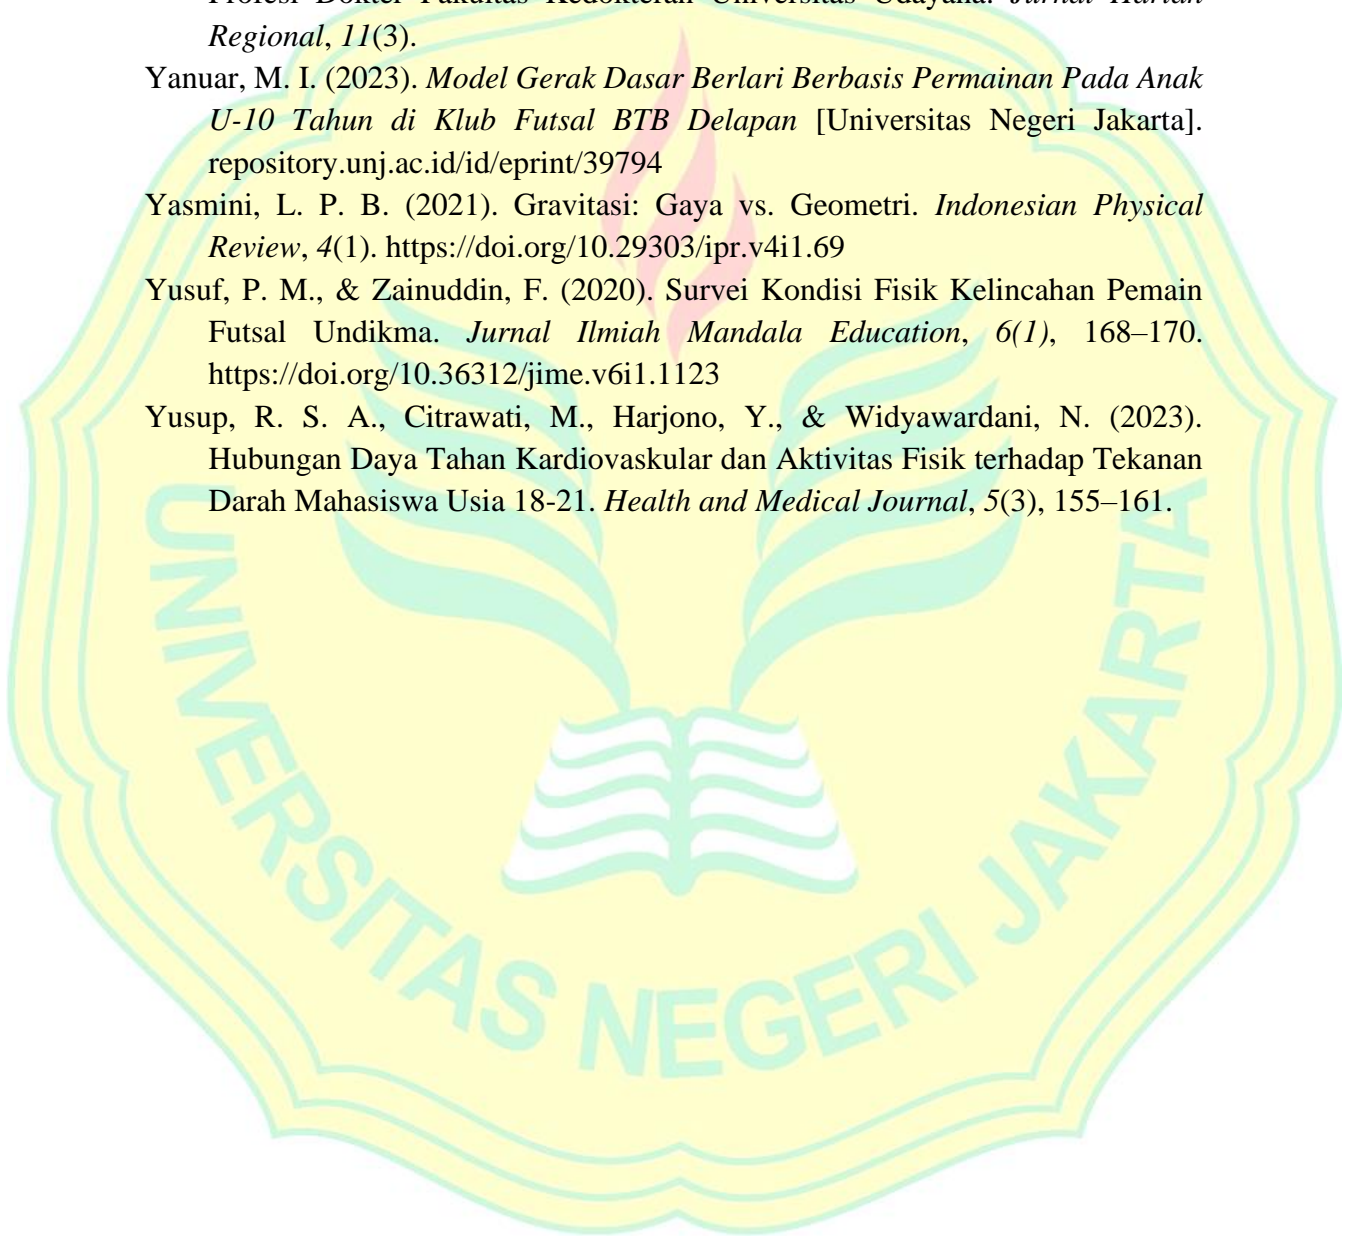 Profesi Dokter Fakultas Kedokteran Universitas Udayana. Jurnal Harian
Regional, 11(3).
Yanuar, M. I. (2023). Model Gerak Dasar Berlari Berbasis Permainan Pada Anak
U-10 Tahun di Klub Futsal BTB Delapan [Universitas Negeri Jakarta].
repository.unj.ac.id/id/eprint/39794
Yasmini, L. P. B. (2021). Gravitasi: Gaya vs. Geometri. Indonesian Physical
Review, 4(1). https://doi.org/10.29303/ipr.v4i1.69
Yusuf, P. M., & Zainuddin, F. (2020). Survei Kondisi Fisik Kelincahan Pemain
Futsal Undikma. Jurnal Ilmiah Mandala Education, 6(1), 168–170.
https://doi.org/10.36312/jime.v6i1.1123
Yusup, R. S. A., Citrawati, M., Harjono, Y., & Widyawardani, N. (2023).
Hubungan Daya Tahan Kardiovaskular dan Aktivitas Fisik terhadap Tekanan
Darah Mahasiswa Usia 18-21. Health and Medical Journal, 5(3), 155–161.
UNIVERSITAS NEGERI JAKARTA